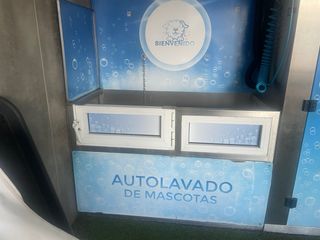 BIENVENIDO
AUTOLAVADO
DE MASCOTAS